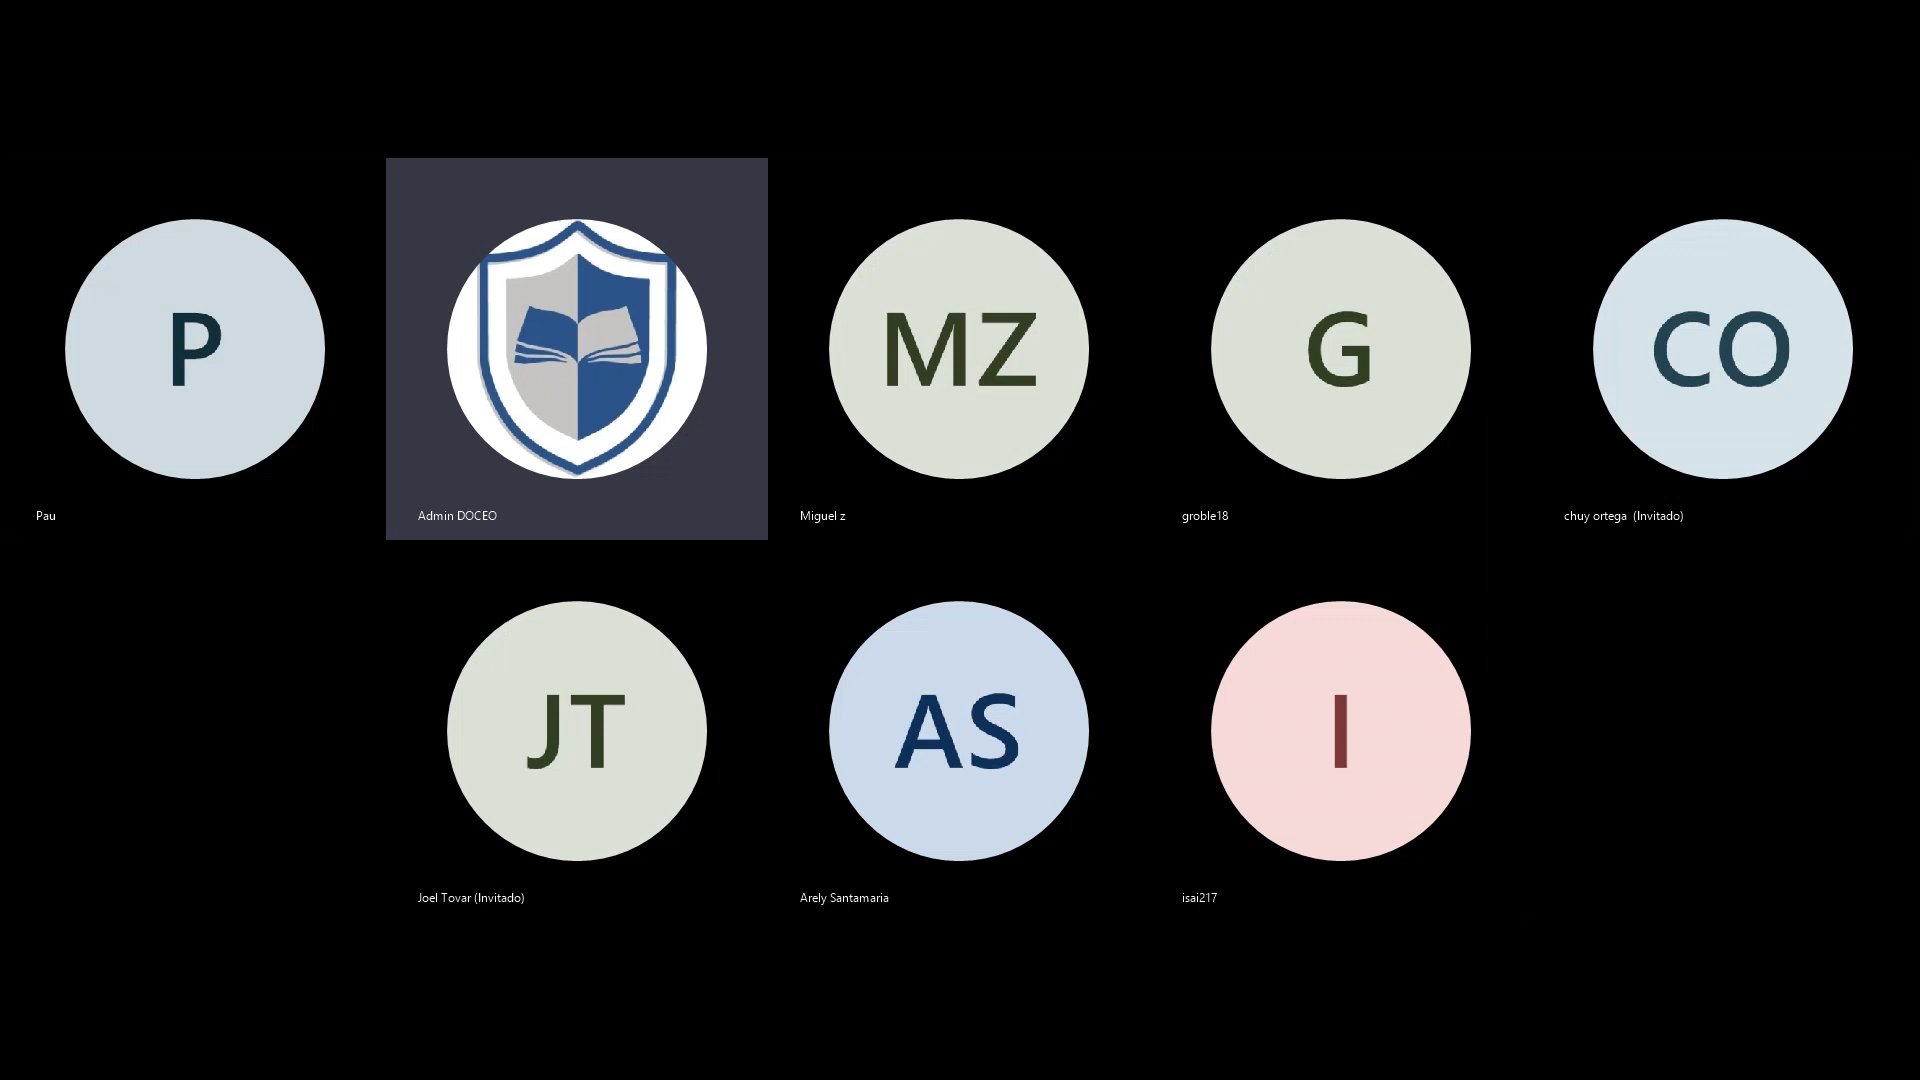 P
MZ
G
CO
Pau
Admin DOCEO
Miguel z
groble18
chuy ortega (Invitado)
JT
AS
I
Joel Tovar (Invitado)
Arely Santamaria
isai217